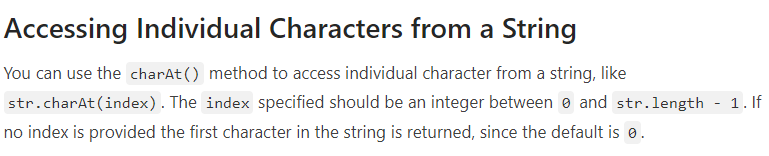 Accessing Individual Characters from a String
You can use the charAt() method to access individual character from a string, like
str.charAt(index). The index specified should be an integer between 0 and str.length - 1. If
no index is provided the first character in the string is returned, since the default is 0.